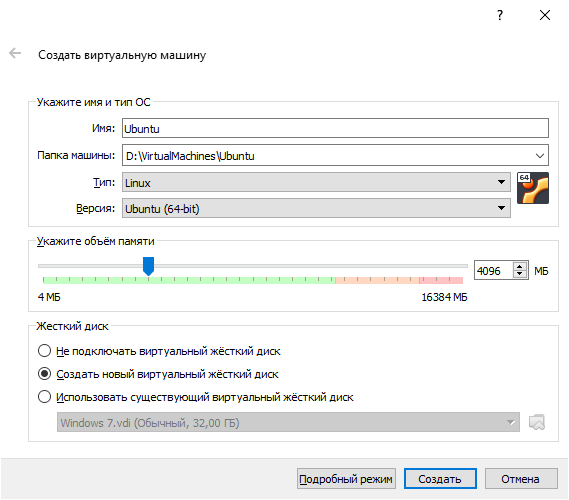 ?
Создать виртуальную машину
Укажите имя и тип ОС
Имя: Ubuntu
Папка машины: D:\VirtualMachines\Ubuntu
Тип: Linux
64
Версия: Ubuntu (64-bit)
Укажите объём памяти
4096 МБ
4 МБ 16384 МБ
Жесткий диск
Не подключать виртуальный жёсткий диск
Создать новый виртуальный жёсткий диск
Использовать существующий виртуальный жёсткий диск
Windows 7.vdi (Обычный, 32,00 ГБ)
Подробный режим Создать Отмена